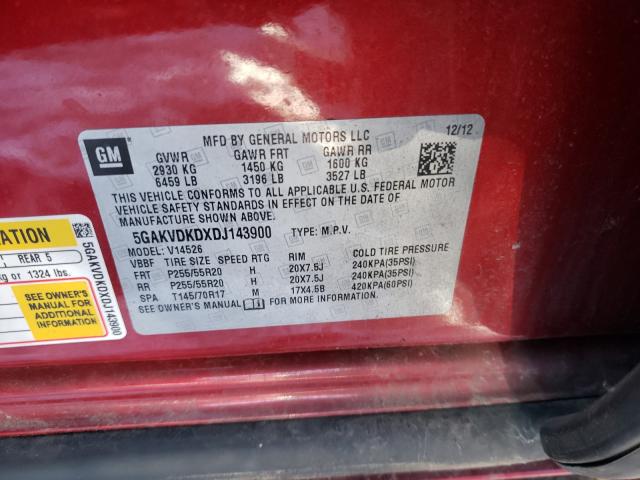 GM
MFD BY GENERAL MOTORS LLC 12/12
GVWR GAWR FRT GAWR RR
2930 KG 1450 KG 1600 KG
6459 LB 3196 LB 3527 LB
THIS VEHICLE CONFORMS TO ALL APPLICABLE U.S. FEDERAL MOTOR
VEHICLE SAFETY STANDARDS IN EFFECT ON THE DATE OF
MANUFACTURE SHOWN ABOVE.
5GAKVDKDXDJ143900 TYPE: M.P.V.
MODEL: V14526
VBBF TIRE SIZE SPEED RTG RIM COLD TIRE PRESSURE
FRT P255/55R20 H 20X7.5J 240KPA(35PSI)
RR P255/55R20 H 20X7.5J 240KPA(35PSI)
SPA T145/70R17 M 17X4.5B 420KPA(60PSI)
SEE OWNER'S MANUAL FOR MORE INFORMATION.
REAR 5
kg or 1324 lbs.
SEE OWNER'S
MANUAL FOR
ADDITIONAL
INFORMATION
5GAKVDKDXDJ143900